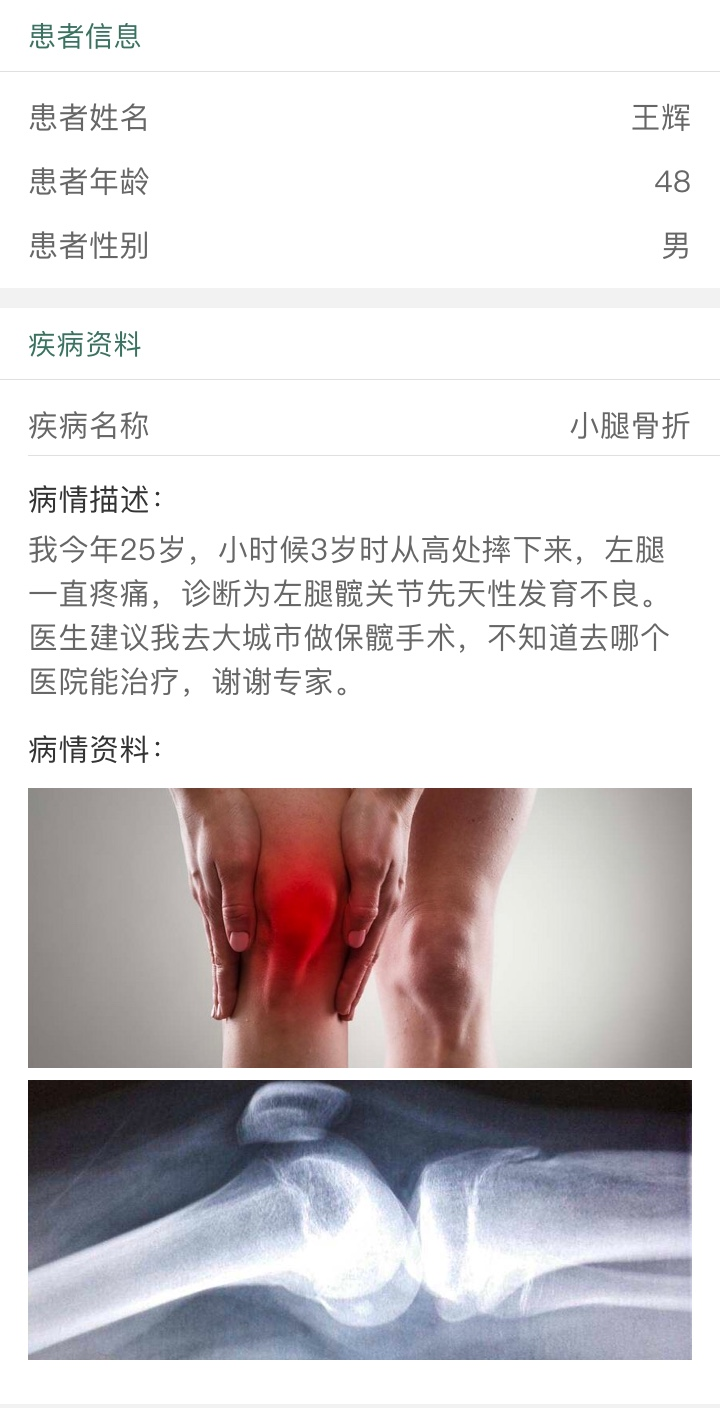 患者信息
患者姓名 王辉
患者年龄 48
患者性别 男
疾病资料
疾病名称 小腿骨折
病情描述：
我今年25岁，小时候3岁时从高处摔下来，左腿
一直疼痛，诊断为左腿髋关节先天性发育不良。
医生建议我去大城市做保髋手术，不知道去哪个
医院能治疗，谢谢专家。
病情资料：